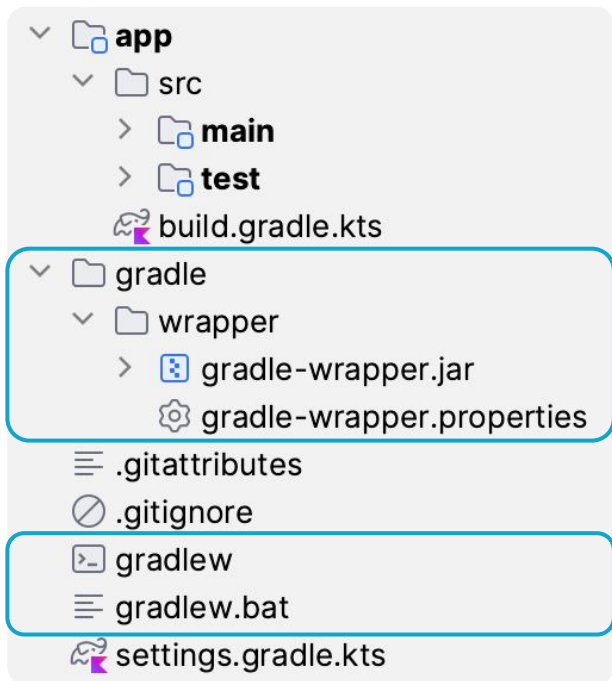 app
src
main
test
build.gradle.kts
gradle
wrapper
gradle-wrapper.jar
gradle-wrapper.properties
.gitattributes
.gitignore
gradlew
gradlew.bat
settings.gradle.kts